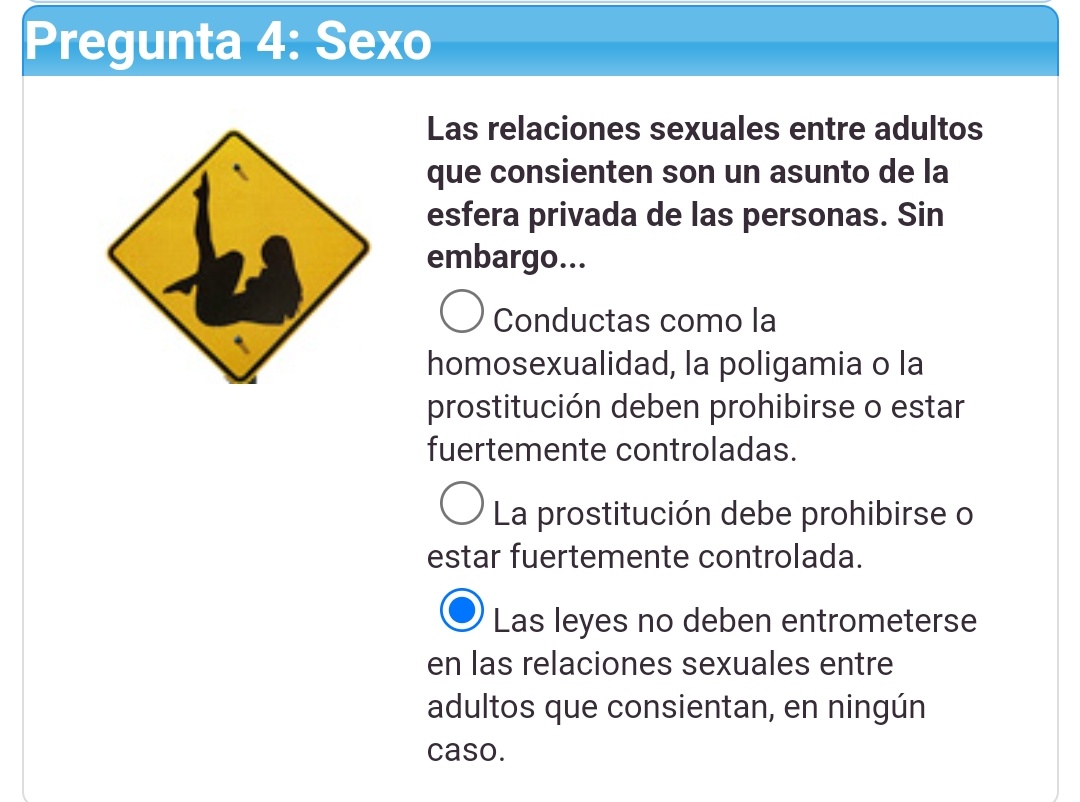 Pregunta 4: Sexo
Las relaciones sexuales entre adultos
que consienten son un asunto de la
esfera privada de las personas. Sin
embargo...
Conductas como la
homosexualidad, la poligamia o la
prostitución deben prohibirse o estar
fuertemente controladas.
La prostitución debe prohibirse o
estar fuertemente controlada.
Las leyes no deben entrometerse
en las relaciones sexuales entre
adultos que consientan, en ningún
caso.